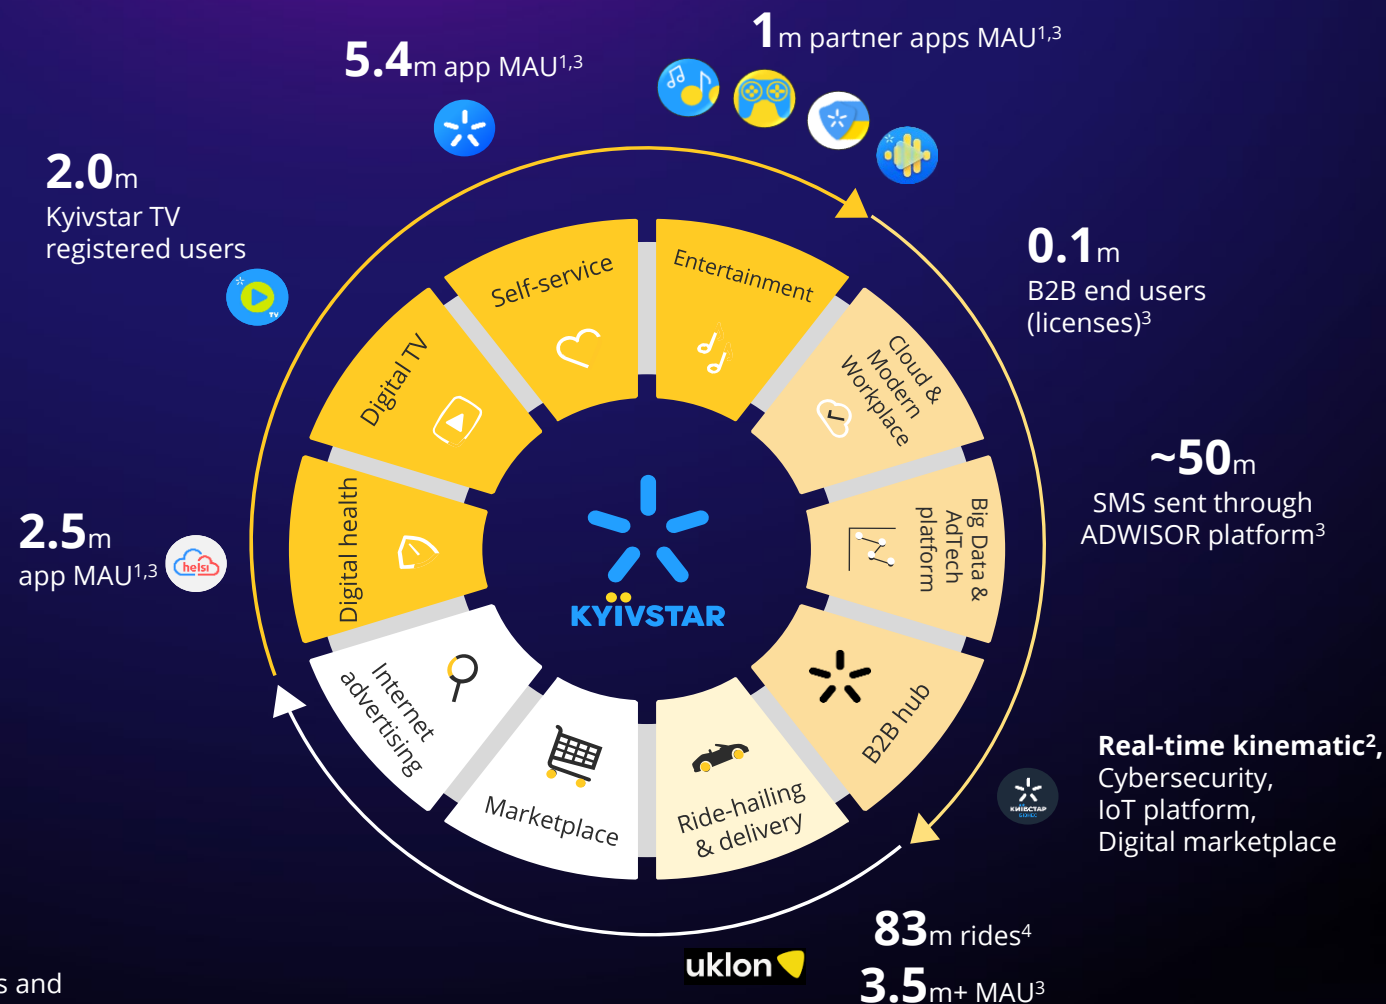 1m partner apps MAU1,3
5.4m app MAU1,3
2.0m
Kyivstar TV
registered users
TV
0.1m
B2B end users
(licenses)3
Self-service
Entertainment
Digital TV
Cloud &
Modern
Workplace
~50m
SMS sent through
ADWISOR platform3
Big Data &
AdTech
platform
Digital health
2.5m
app MAU1,3
helsi
KYЇVSTAR
Internet
advertising
B2B hub
Marketplace
Ride-hailing
& delivery
Real-time kinematic2,
Cybersecurity,
IoT platform,
Digital marketplace
КИЇВСТАР
83m rides4
uklon
3.5m+ MAU3
s and